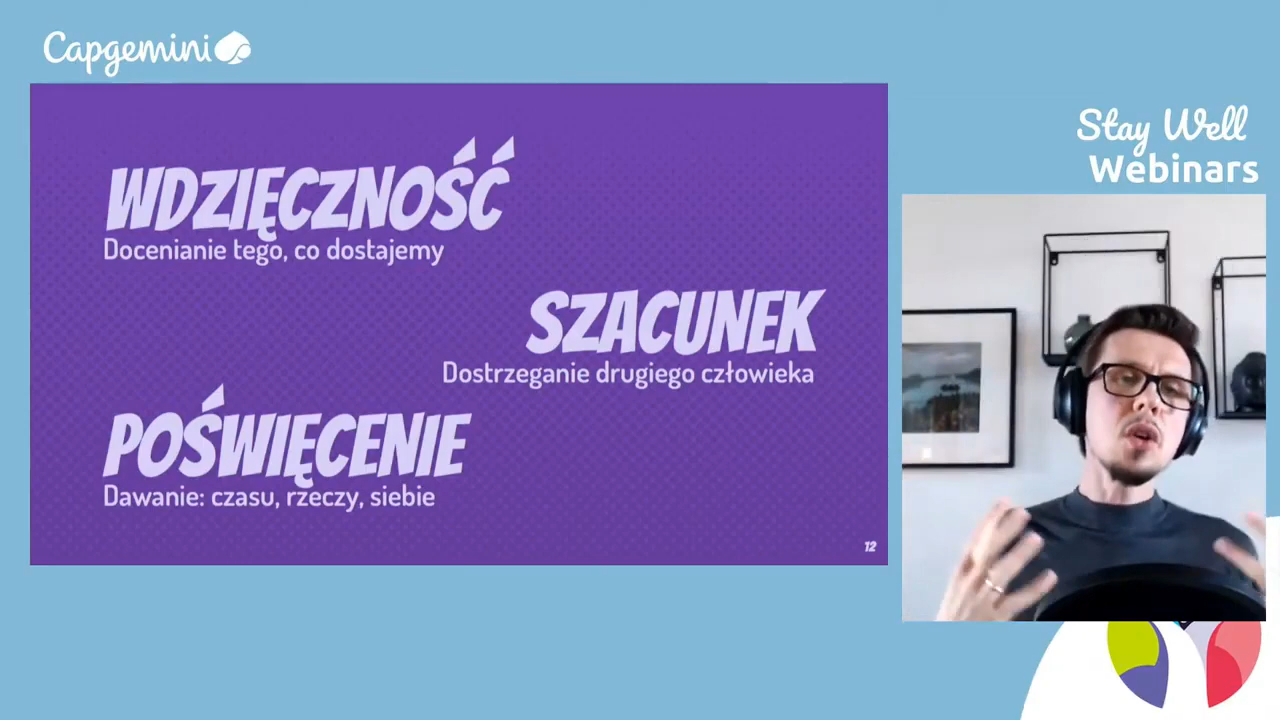 Capgemini
Stay Well
Webinars
WDZIĘCZNOŚĆ
Docenianie tego, co dostajemy
SZACUNEK
Dostrzeganie drugiego człowieka
POŚWIĘCENIE
Dawanie: czasu, rzeczy, siebie
12